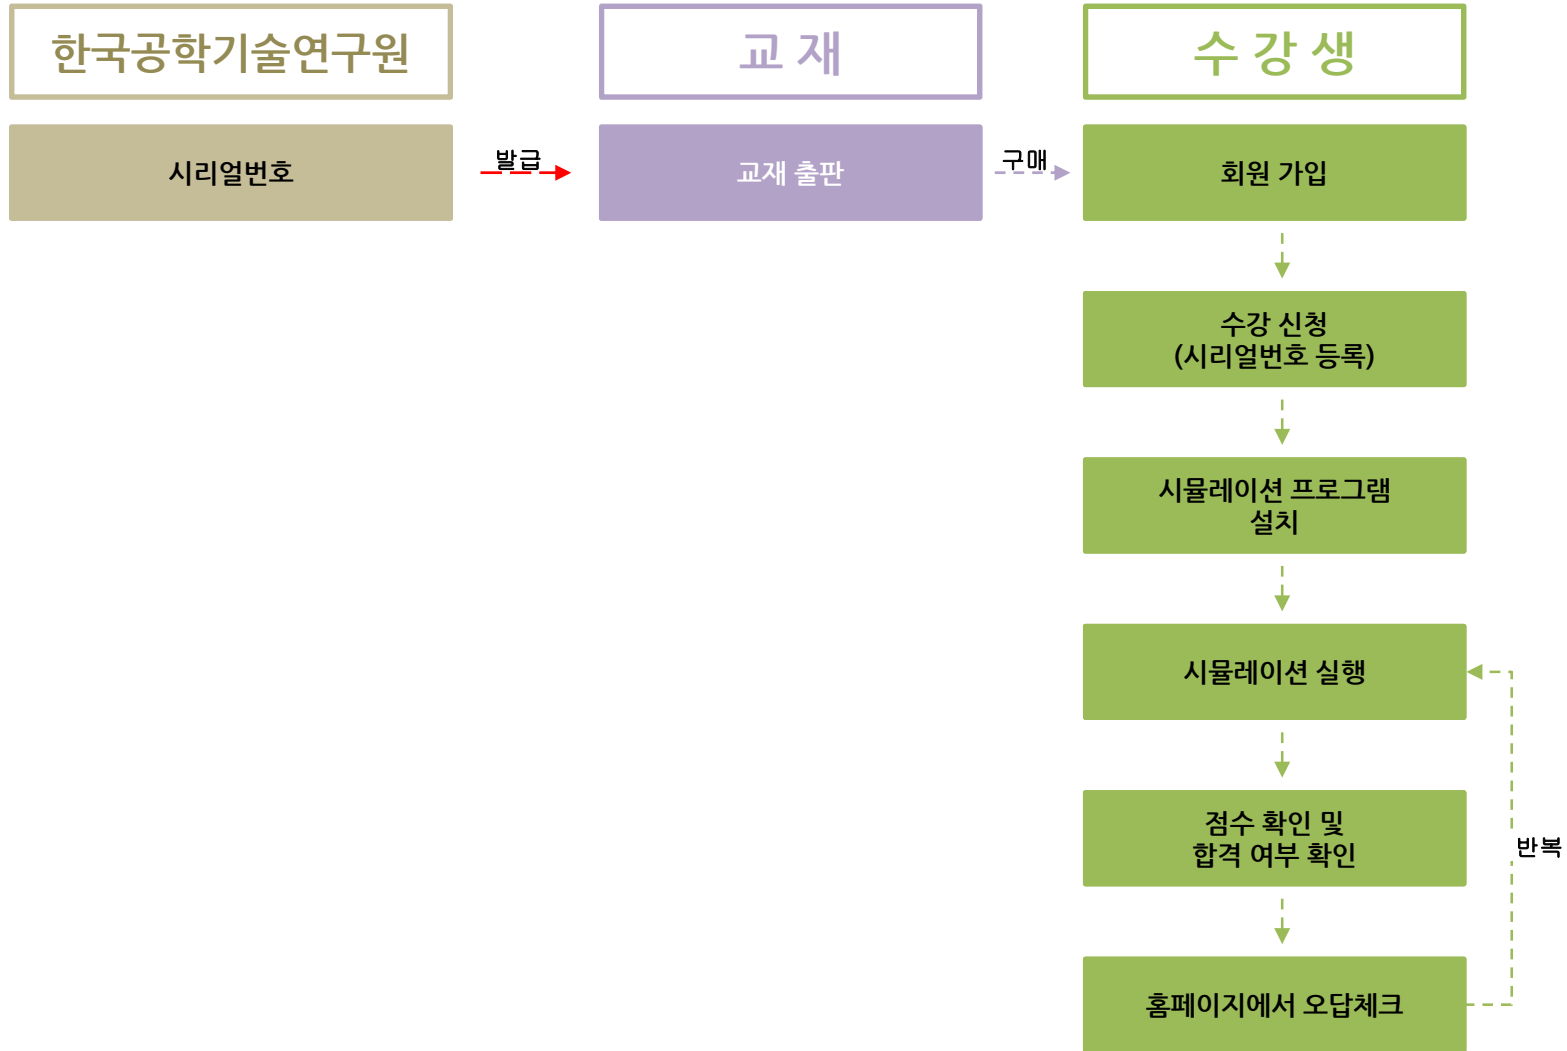 한국공학기술연구원
교 재
수 강 생
시리얼번호
발급
교재 출판
구매
회원 가입
수강 신청
(시리얼번호 등록)
시뮬레이션 프로그램
설치
시뮬레이션 실행
점수 확인 및
합격 여부 확인
반복
홈페이지에서 오답체크